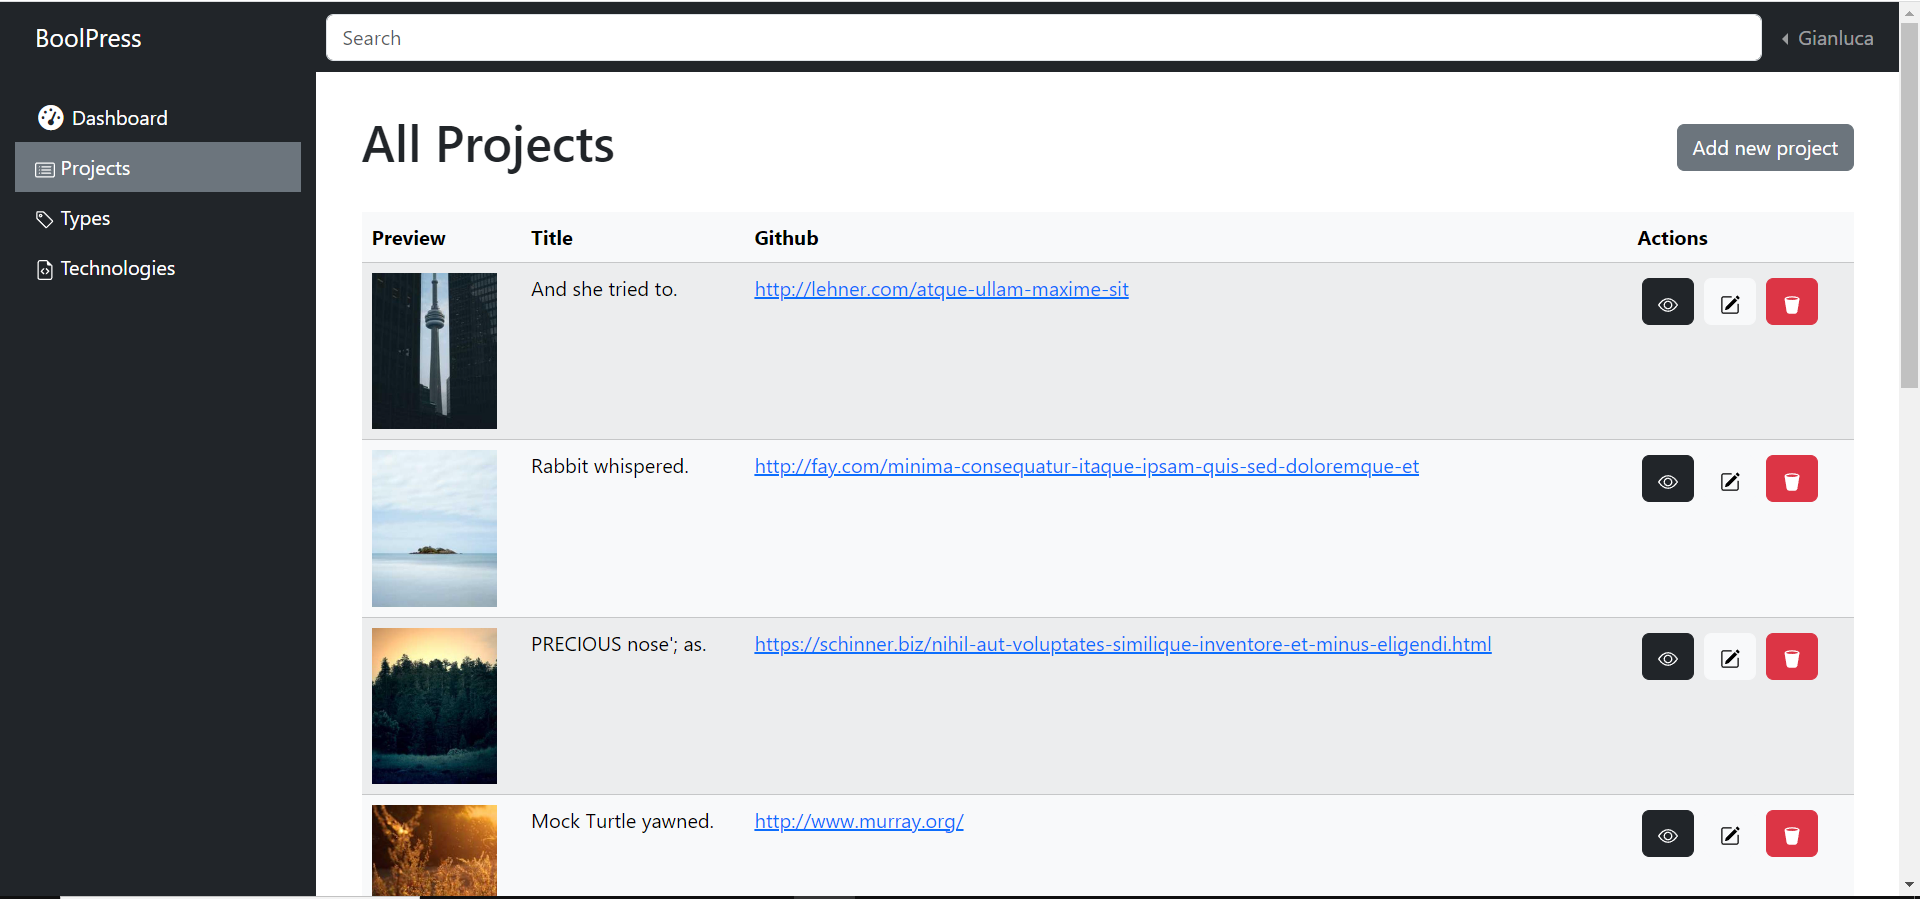 BoolPress
Search
Gianluca
Dashboard
Projects
Types
Technologies
All Projects
Add new project
Preview Title Github Actions
And she tried to. http://lehner.com/atque-ullam-maxime-sit
Rabbit whispered. http://fay.com/minima-consequatur-itaque-ipsam-quis-sed-doloremque-et
PRECIOUS nose'; as. https://schinner.biz/nihil-aut-voluptates-similique-inventore-et-minus-eligendi.html
Mock Turtle yawned. http://www.murray.org/